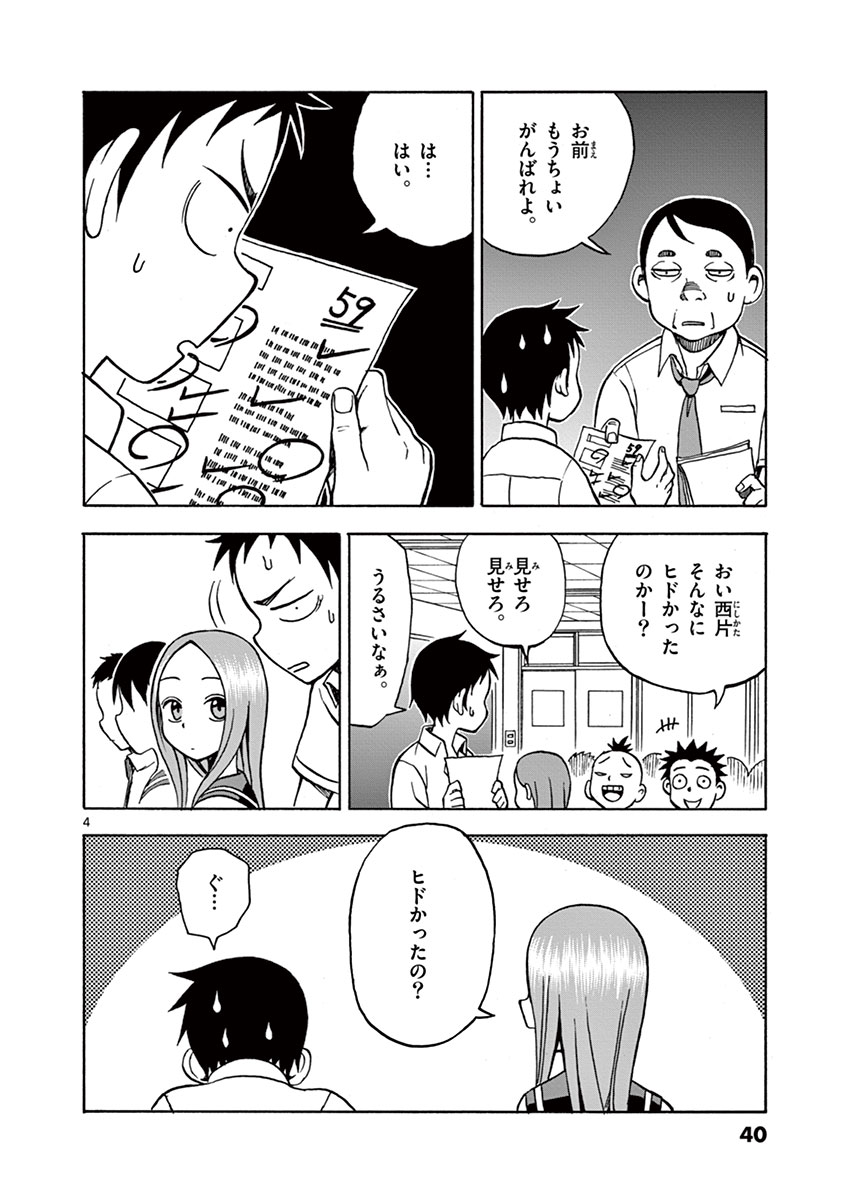 お前
もうちょい
がんばれよ。
59
は…
はい。
59
おい西片
そんなに
ヒドかった
のかー?
見せろ
見せろ。
うるさいなぁ。
4
ヒドかったの?
ぐ…
40